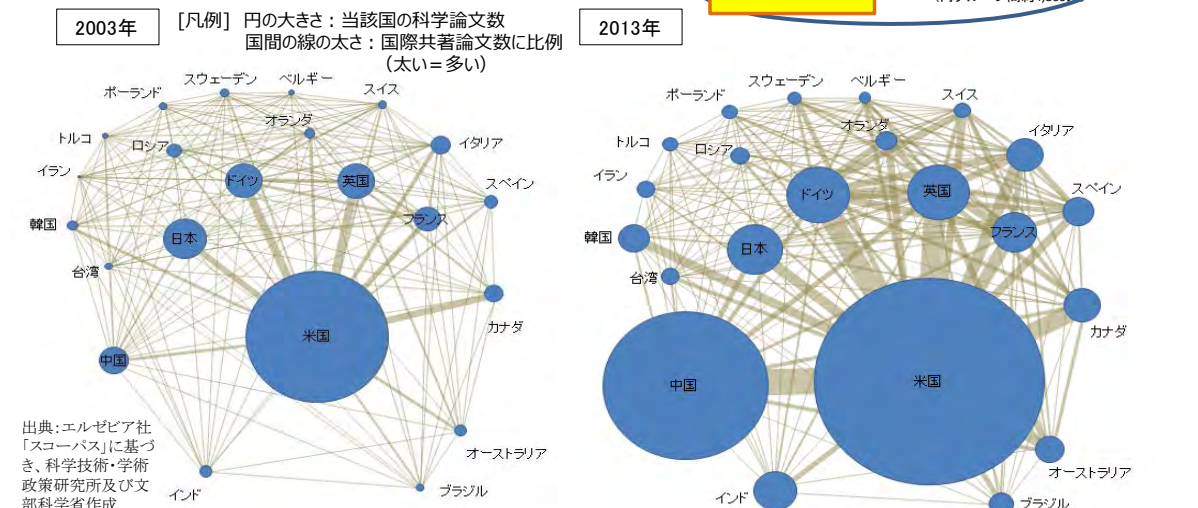 2003年
[凡例] 円の大きさ：当該国の科学論文数
国間の線の太さ：国際共著論文数に比例
（太い＝多い）
2013年
スウェーデン
ベルギー
ポーランド
スイス
オランダ
トルコ
ロシア
イタリア
イラン
ドイツ
英国
スペイン
韓国
フランス
日本
台湾
米国
カナダ
中国
出典：エルゼビア社
「スコーパス」に基づ
き、科学技術・学術
政策研究所及び文
部科学省作成
オーストラリア
インド
ブラジル
スウェーデン
ベルギー
ポーランド
スイス
オランダ
イタリア
トルコ
ロシア
イラン
ドイツ
英国
スペイン
韓国
フランス
日本
台湾
カナダ
中国
米国
オーストラリア
インド
ブラジル